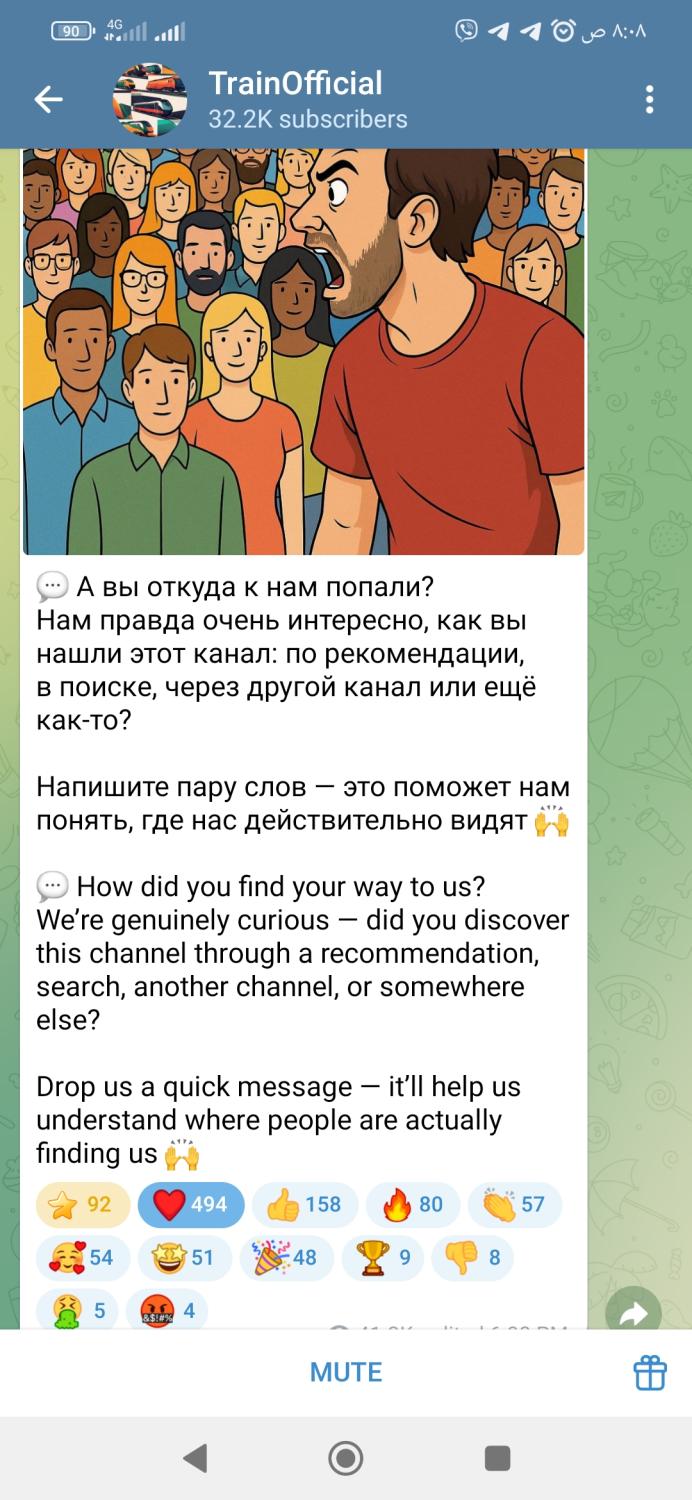 90
4G
ص ٨:٠٨
TrainOfficial
32.2K subscribers
💬 А вы откуда к нам попали?
Нам правда очень интересно, как вы
нашли этот канал: по рекомендации,
в поиске, через другой канал или ещё
как-то?
Напишите пару слов — это поможет нам
понять, где нас действительно видят 🙌
💬 How did you find your way to us?
We’re genuinely curious — did you discover
this channel through a recommendation,
search, another channel, or somewhere
else?
Drop us a quick message — it’ll help us
understand where people are actually
finding us 🙌
⭐ 92 ❤️ 494 👍 158 🔥 80 👏 57
🥰 54 🤩 51 🎉 48 🏆 9 👎 8
🤮 5 🤬 4
MUTE